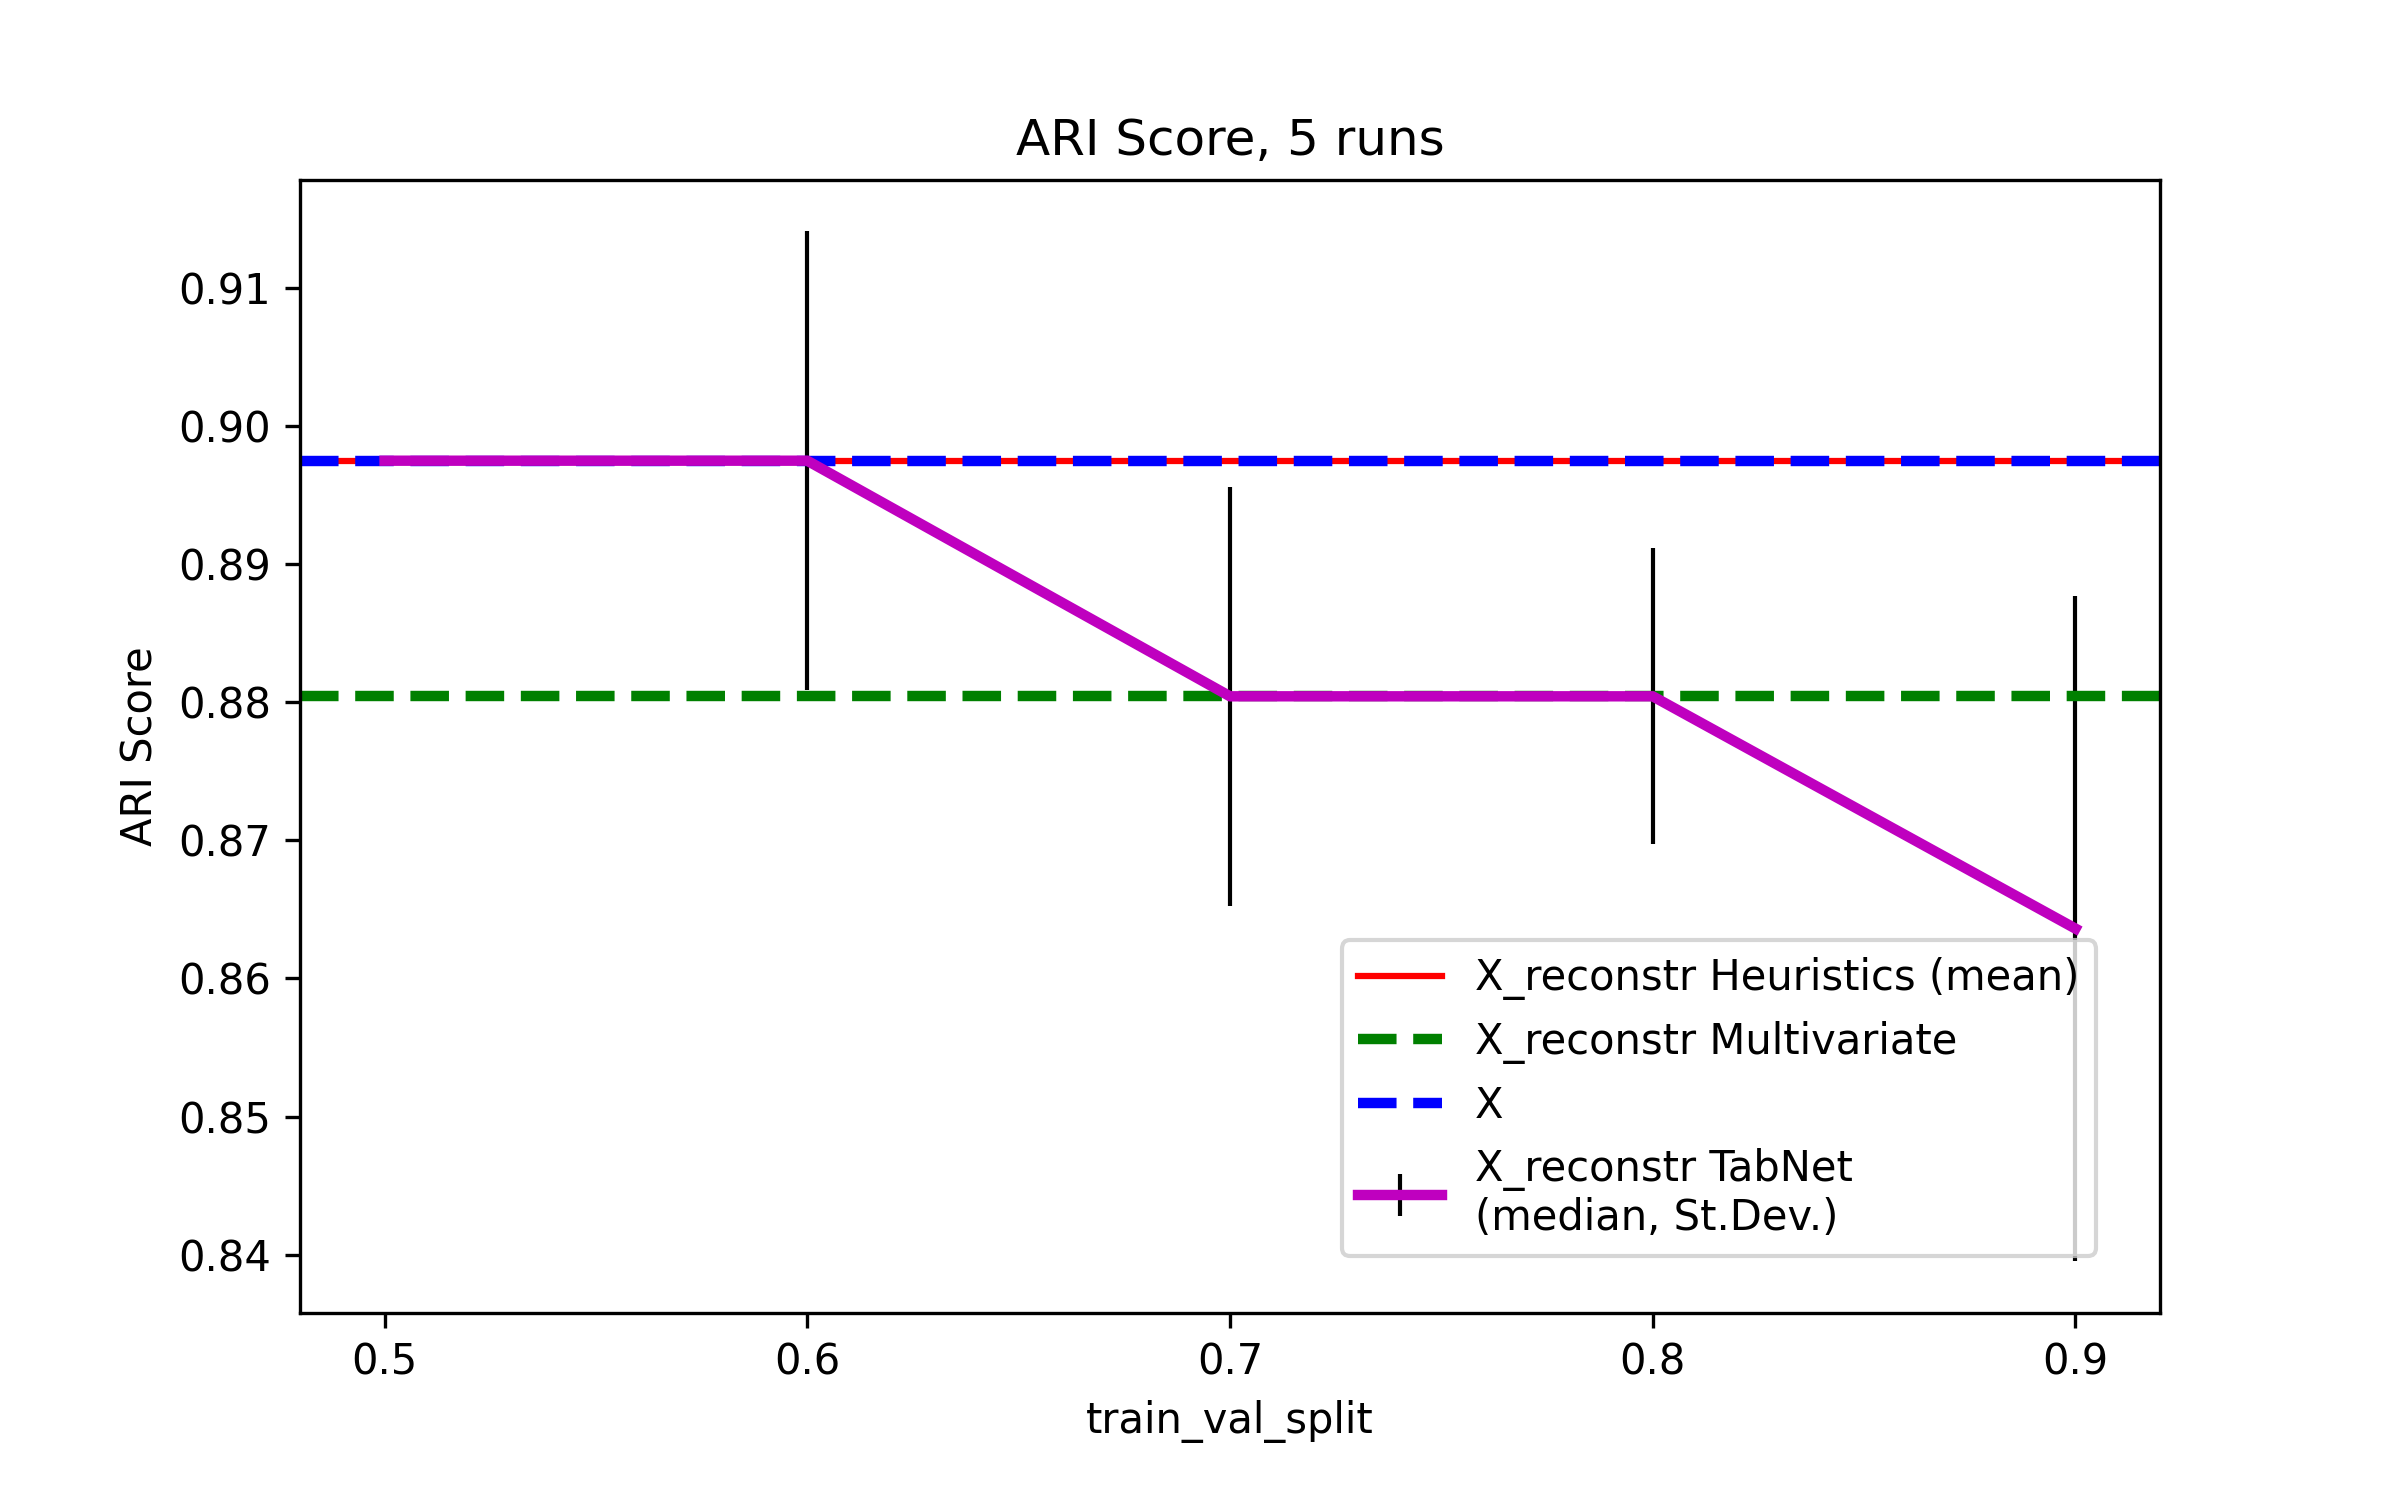 ARI Score, 5 runs
ARI Score
0.91
0.90
0.89
0.88
0.87
0.86
0.85
0.84
X_reconstr Heuristics (mean)
X_reconstr Multivariate
X
X_reconstr TabNet
(median, St.Dev.)
0.5
0.6
0.7
0.8
0.9
train_val_split